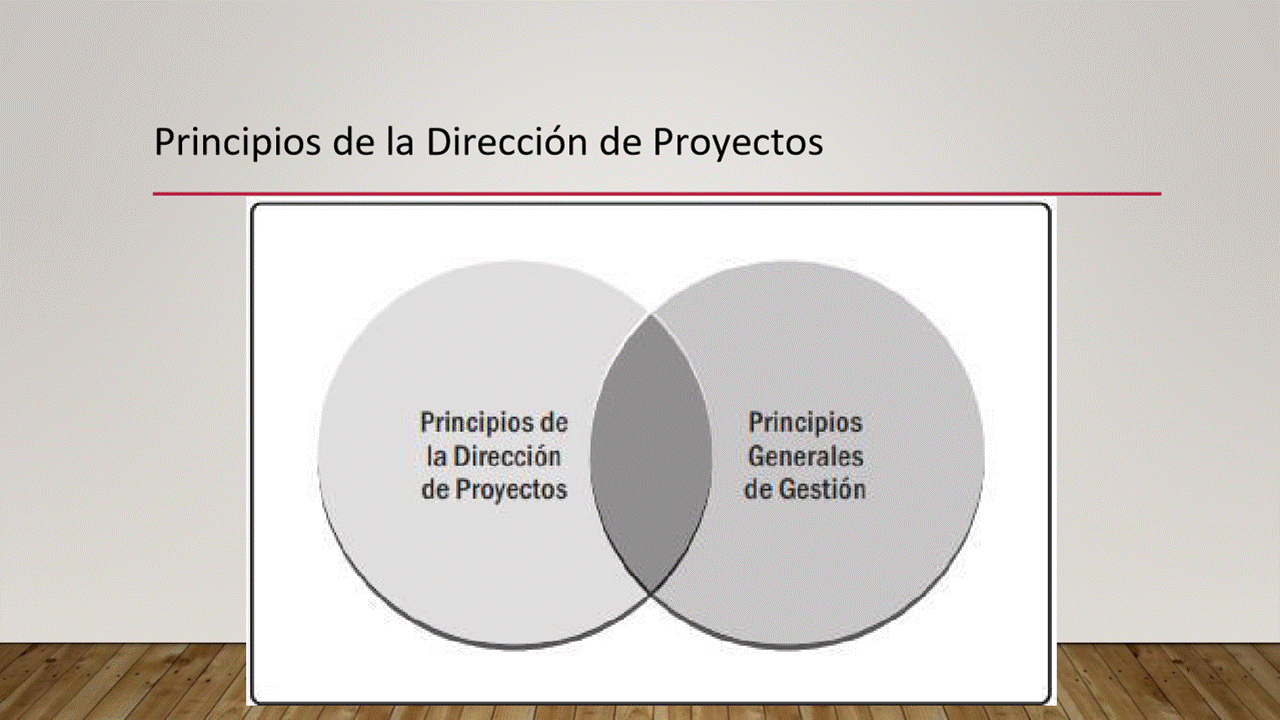 Principios de la Dirección de Proyectos
Principios de
la Dirección
de Proyectos
Principios
Generales
de Gestión